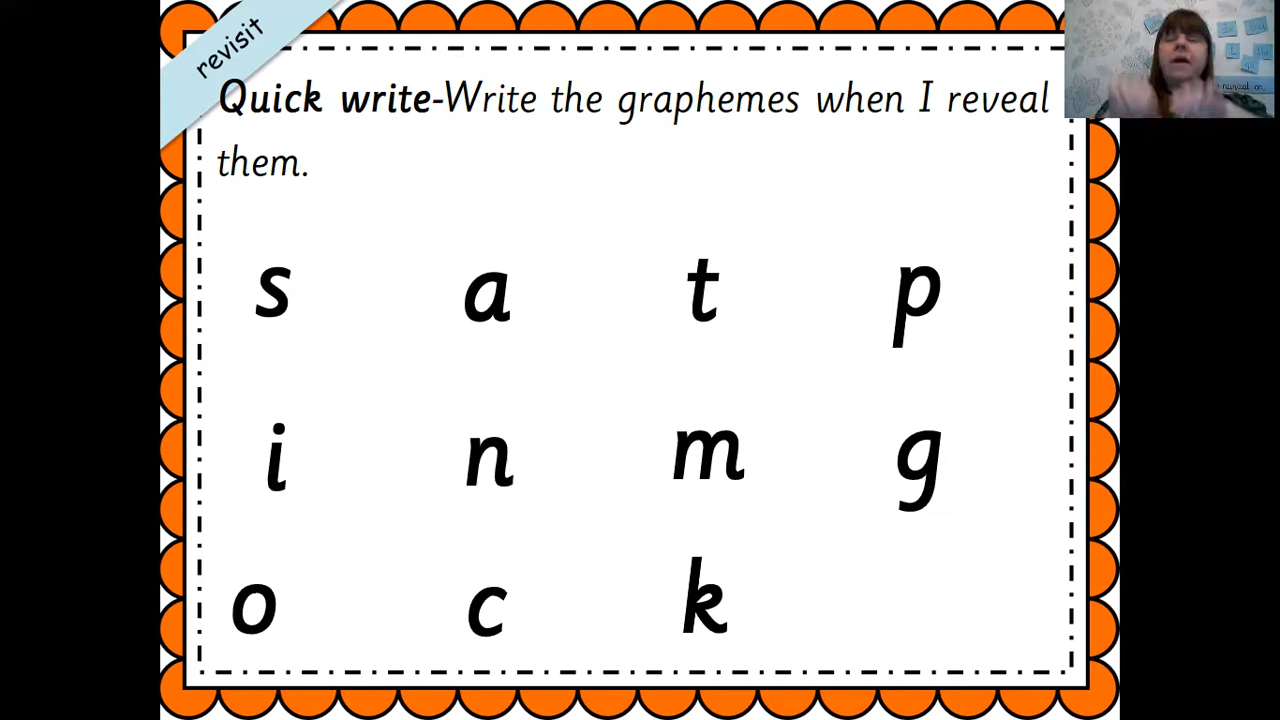 revisit
Quick write-Write the graphemes when I reveal
them.
s a t p
i n m g
o c k